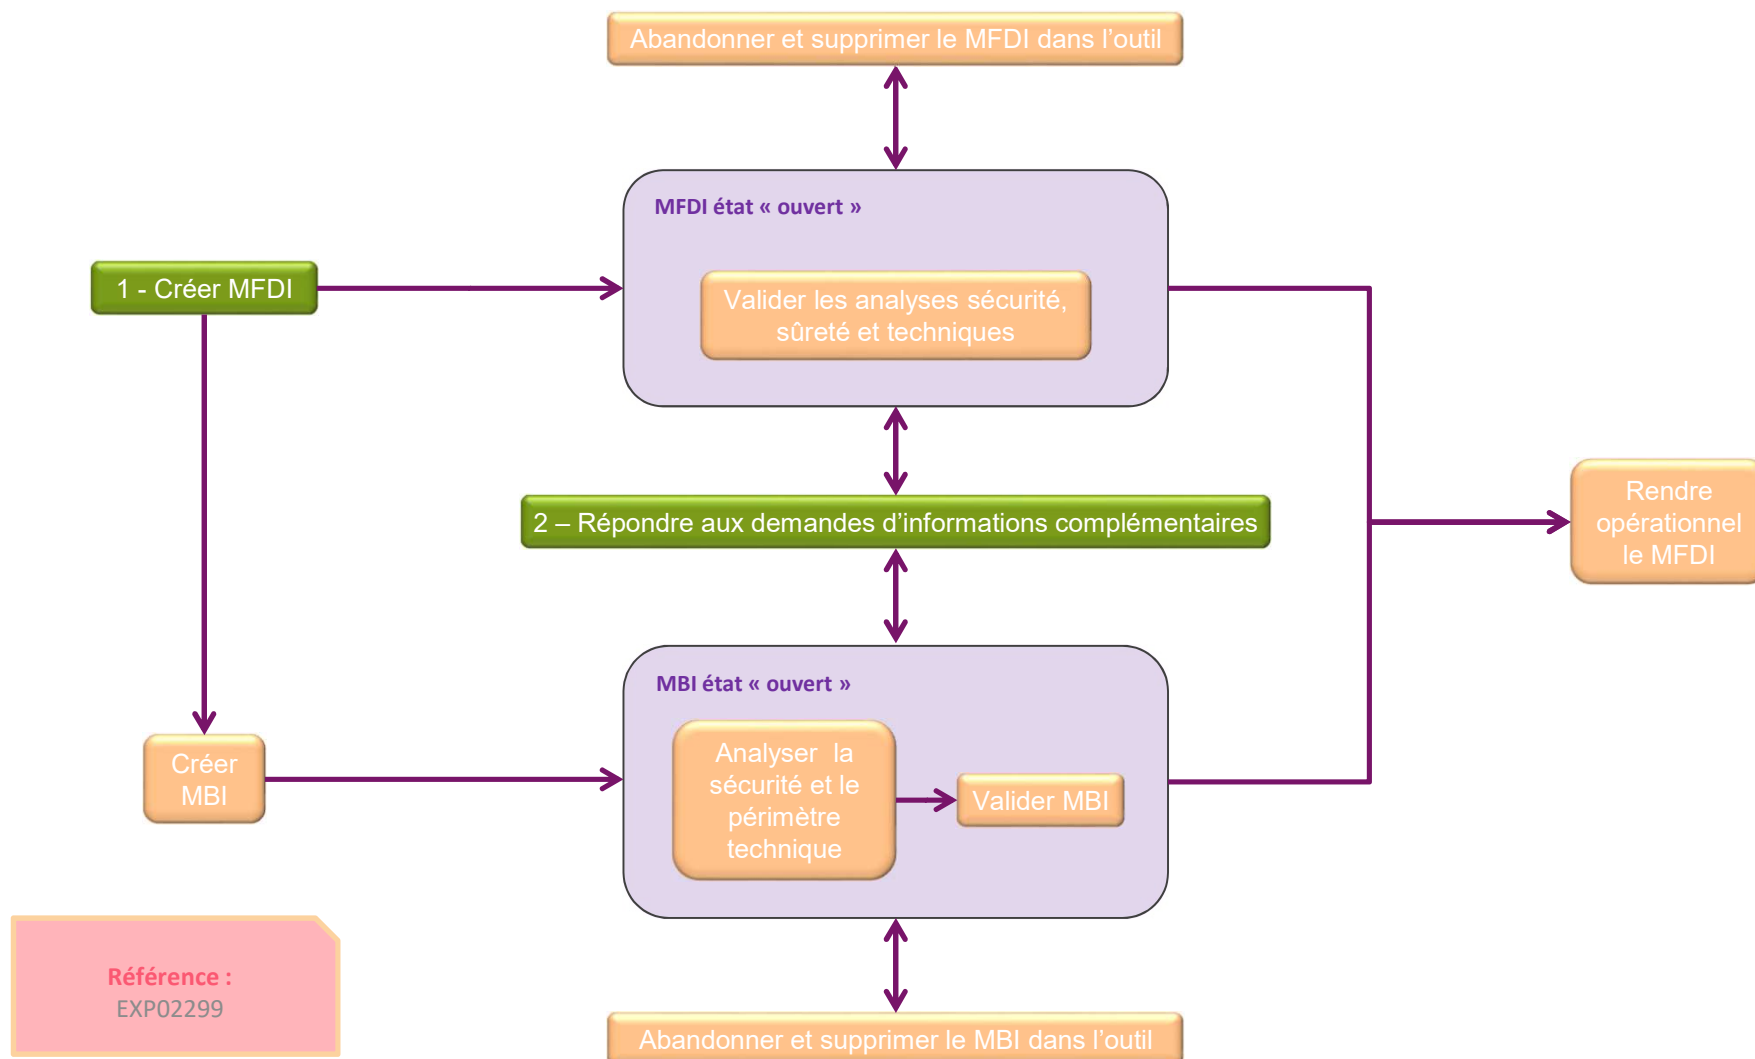 Abandonner et supprimer le MFDI dans l’outil
MFDI état « ouvert »
1 - Créer MFDI
Valider les analyses sécurité,
sûreté et techniques
2 – Répondre aux demandes d’informations complémentaires
Rendre
opérationnel
le MFDI
MBI état « ouvert »
Créer
MBI
Analyser  la
sécurité et le
périmètre
technique
Valider MBI
Référence :
EXP02299
Abandonner et supprimer le MBI dans l’outil